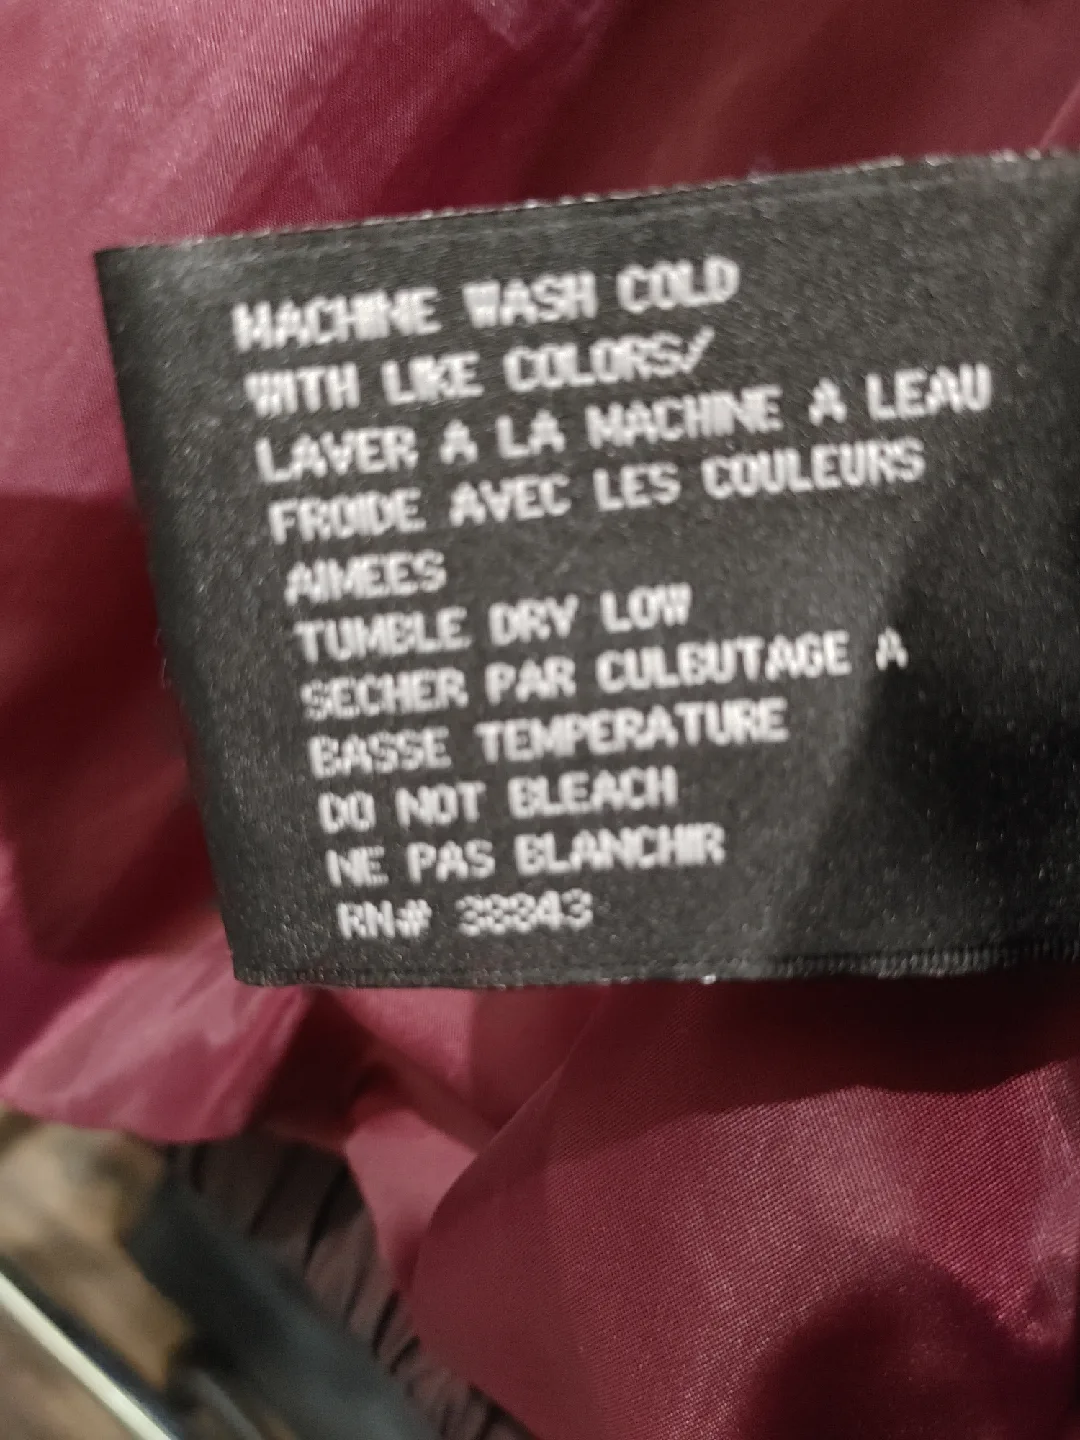 MACHINE WASH COLD
WITH LIKE COLORS/
LAVER A LA MACHINE A LEAU
FROIDE AVEC LES COULEURS
AIMEES
TUMBLE DRY LOW
SECHER PAR CULBUTAGE A
BASSE TEMPERATURE
DO NOT BLEACH
NE PAS BLANCHIR
RN#